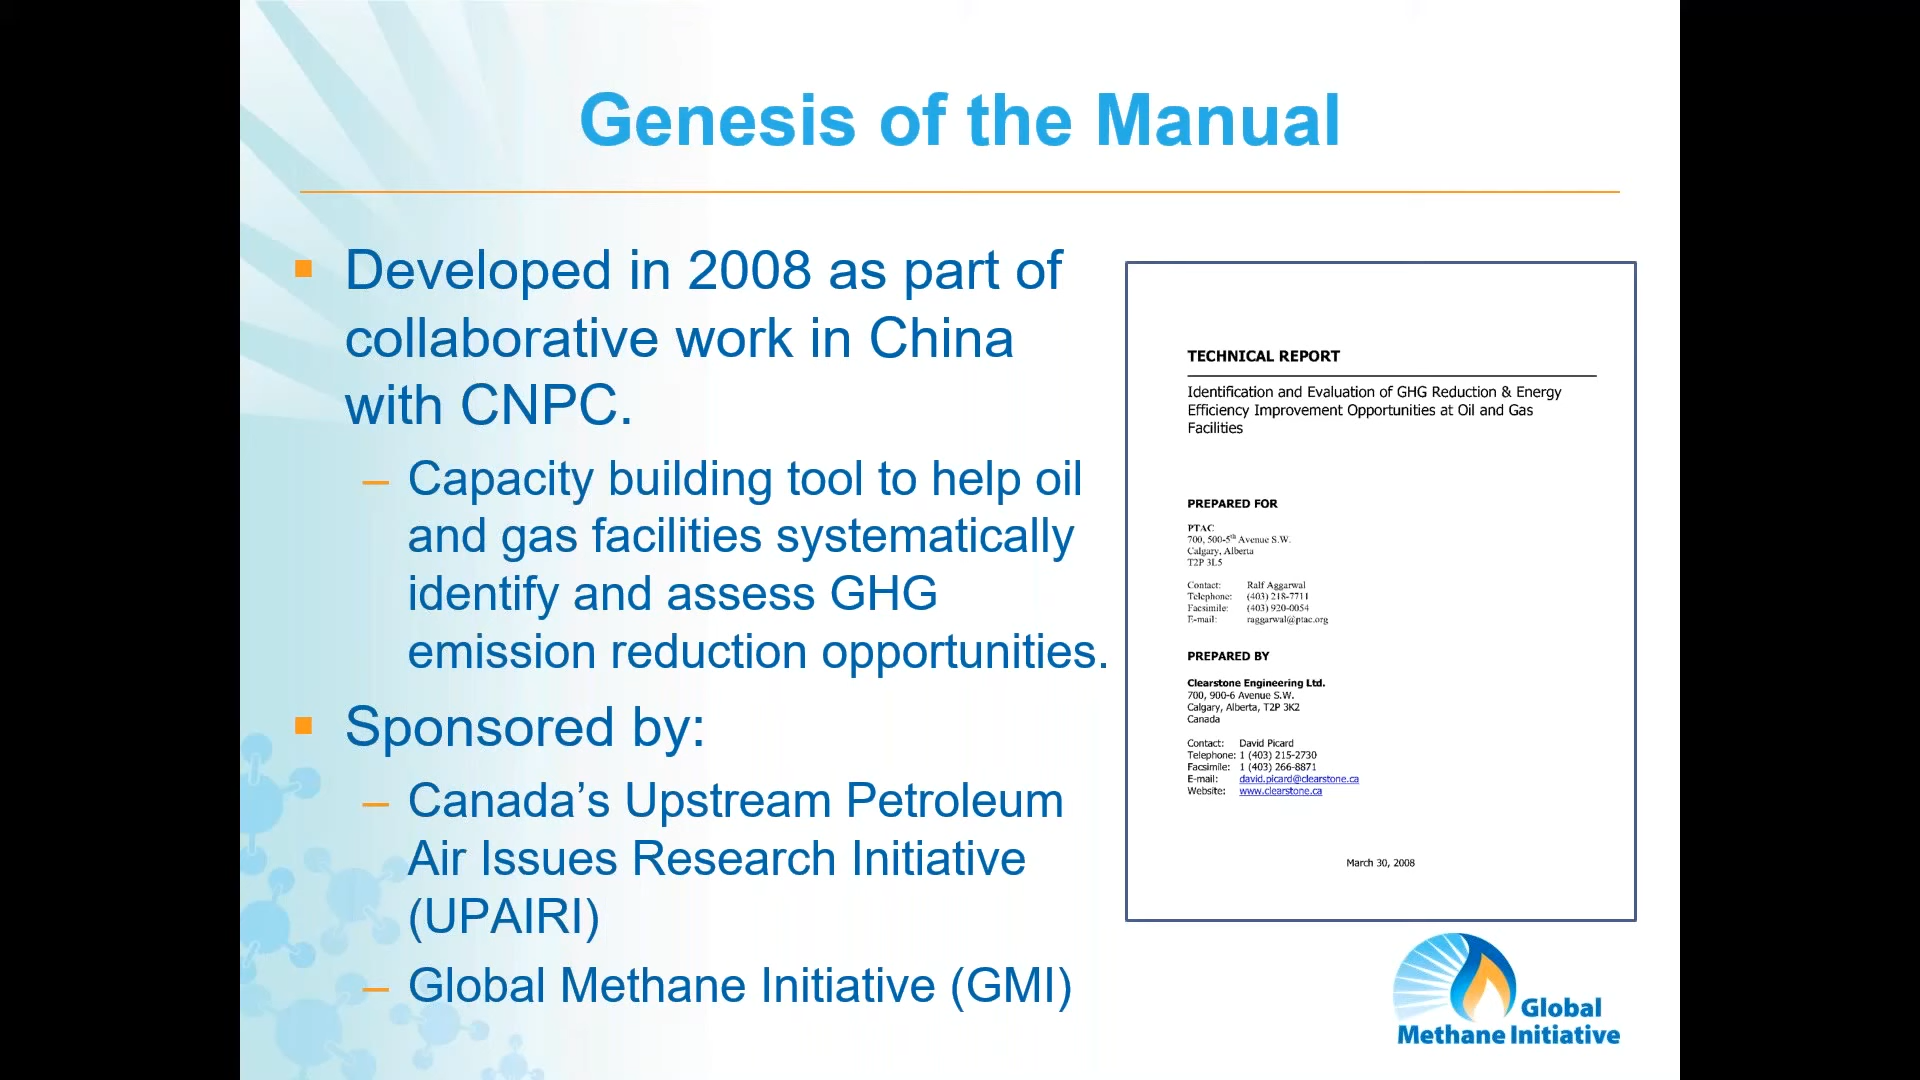 Genesis of the Manual
Developed in 2008 as part of
collaborative work in China
with CNPC.
– Capacity building tool to help oil
and gas facilities systematically
identify and assess GHG
emission reduction opportunities.
Sponsored by:
– Canada’s Upstream Petroleum
Air Issues Research Initiative
(UPAIRI)
– Global Methane Initiative (GMI)
TECHNICAL REPORT
Identification and Evaluation of GHG Reduction & Energy
Efficiency Improvement Opportunities at Oil and Gas
Facilities
PREPARED FOR
PTAC
700, 500-5th Avenue S.W.
Calgary, Alberta
T2P 3L5
Contact: Ralf Aggarwal
Telephone: (403) 218-7711
Facsimile: (403) 920-0054
E-mail: raggarwal@ptac.org
PREPARED BY
Clearstone Engineering Ltd.
700, 900-6 Avenue S.W.
Calgary, Alberta, T2P 3K2
Canada
Contact: David Picard
Telephone: 1 (403) 215-2730
Facsimile: 1 (403) 266-8871
E-mail: david.picard@clearstone.ca
Website: www.clearstone.ca
March 30, 2008
Global
Methane Initiative